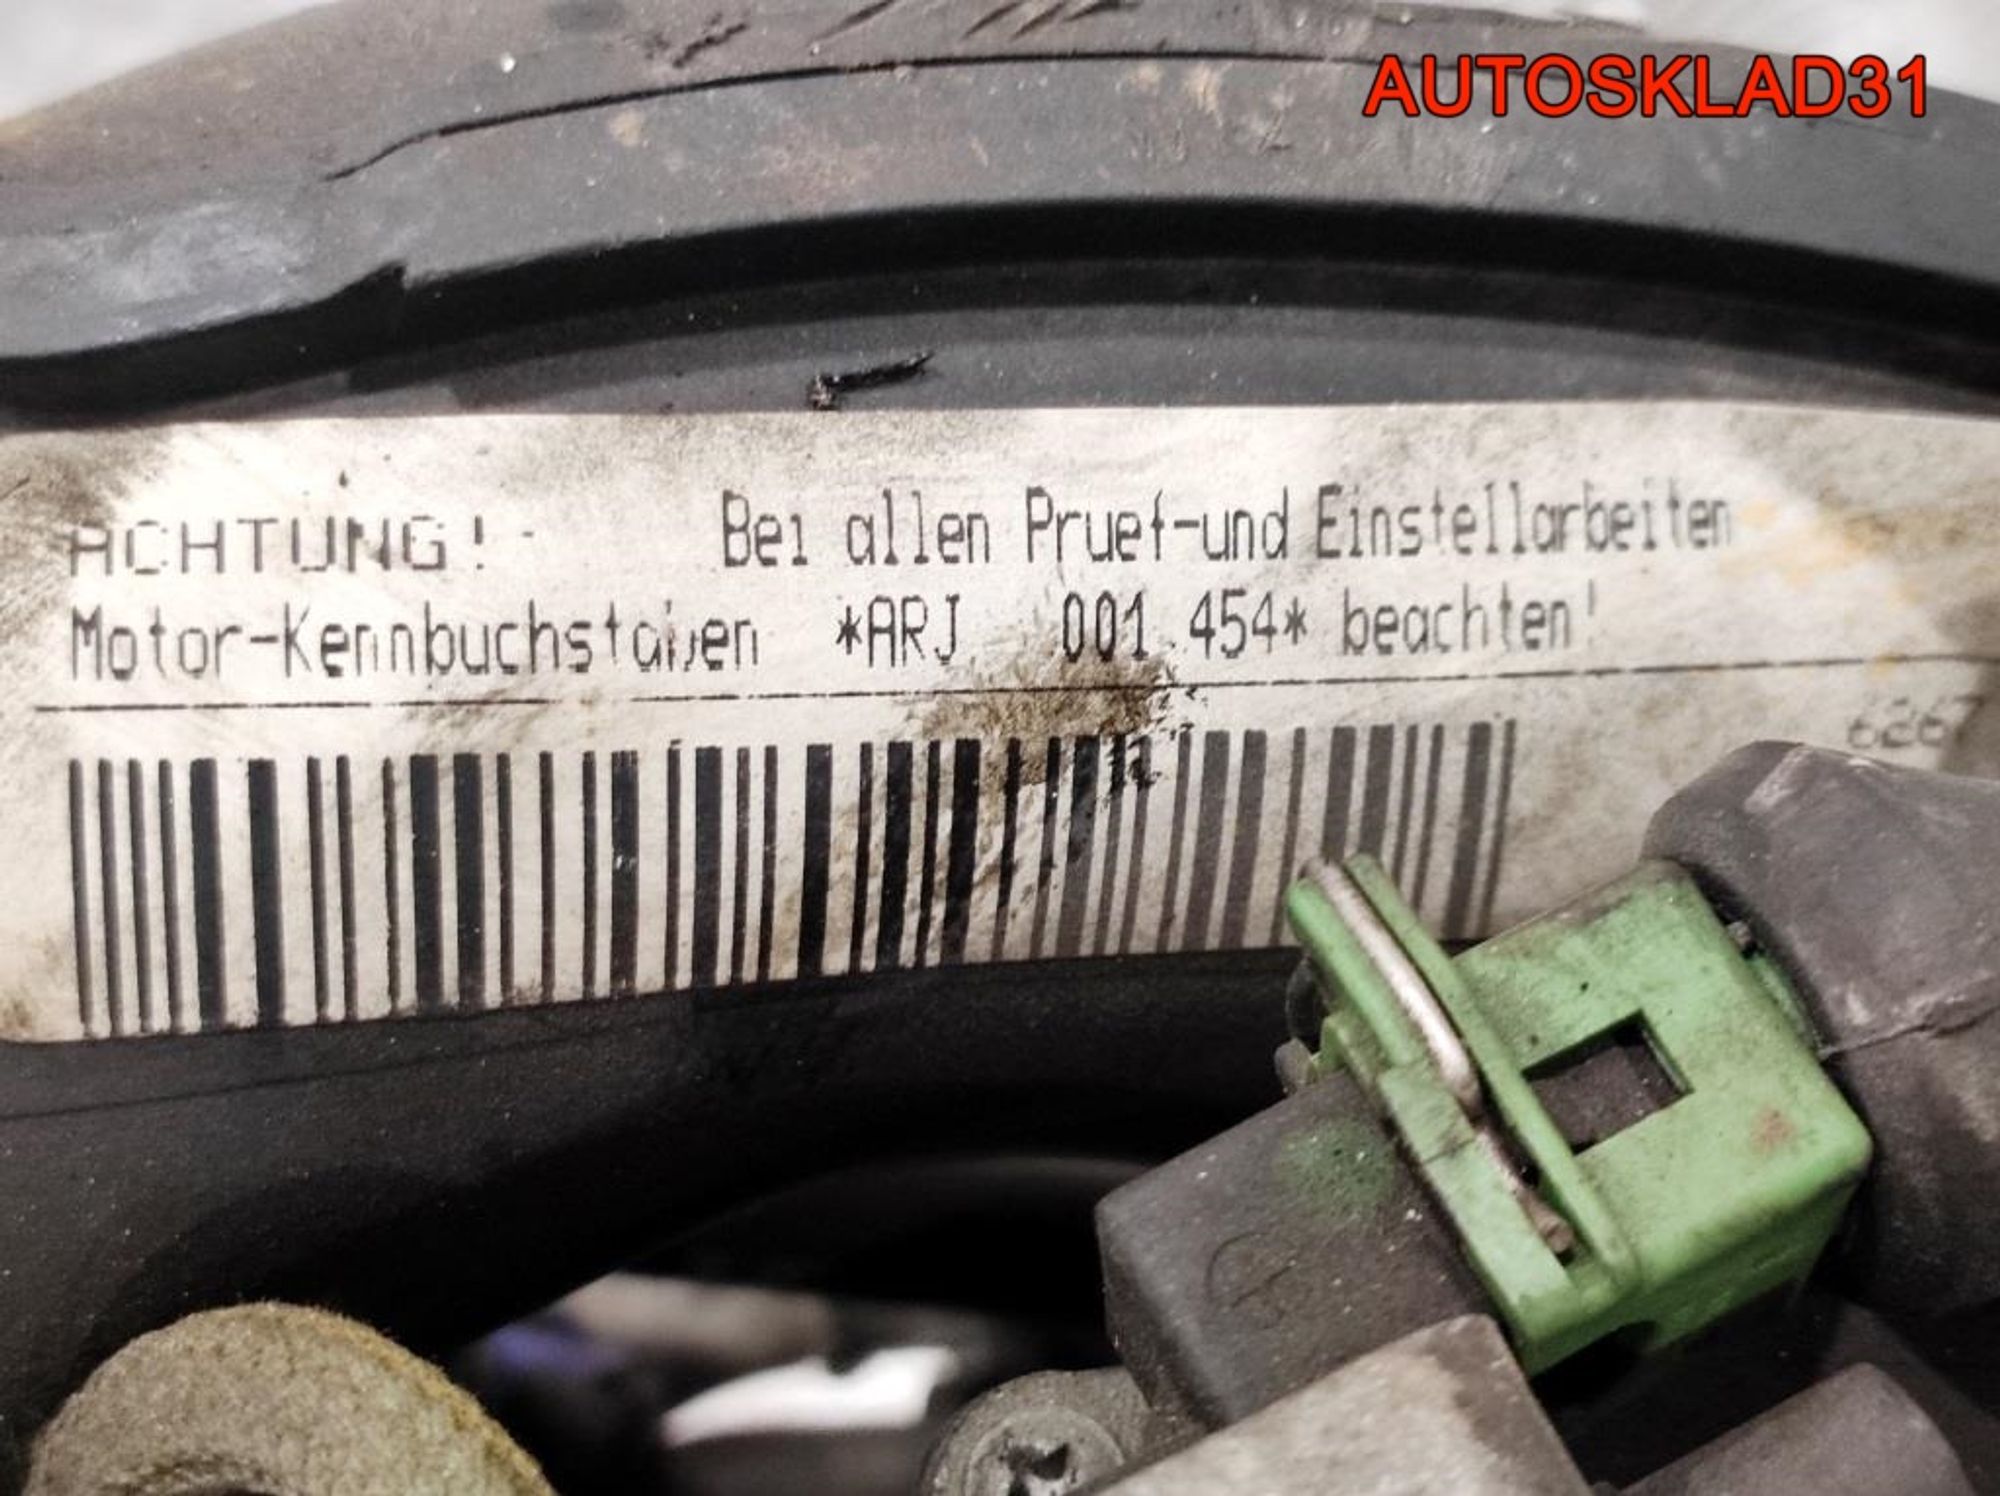 AUTOSKLAD31
ACHTUNG! Bei allen Pruef-und Einstellarbeiten
Motor-Kennbuchstaben *ARJ 001 454* beachten!